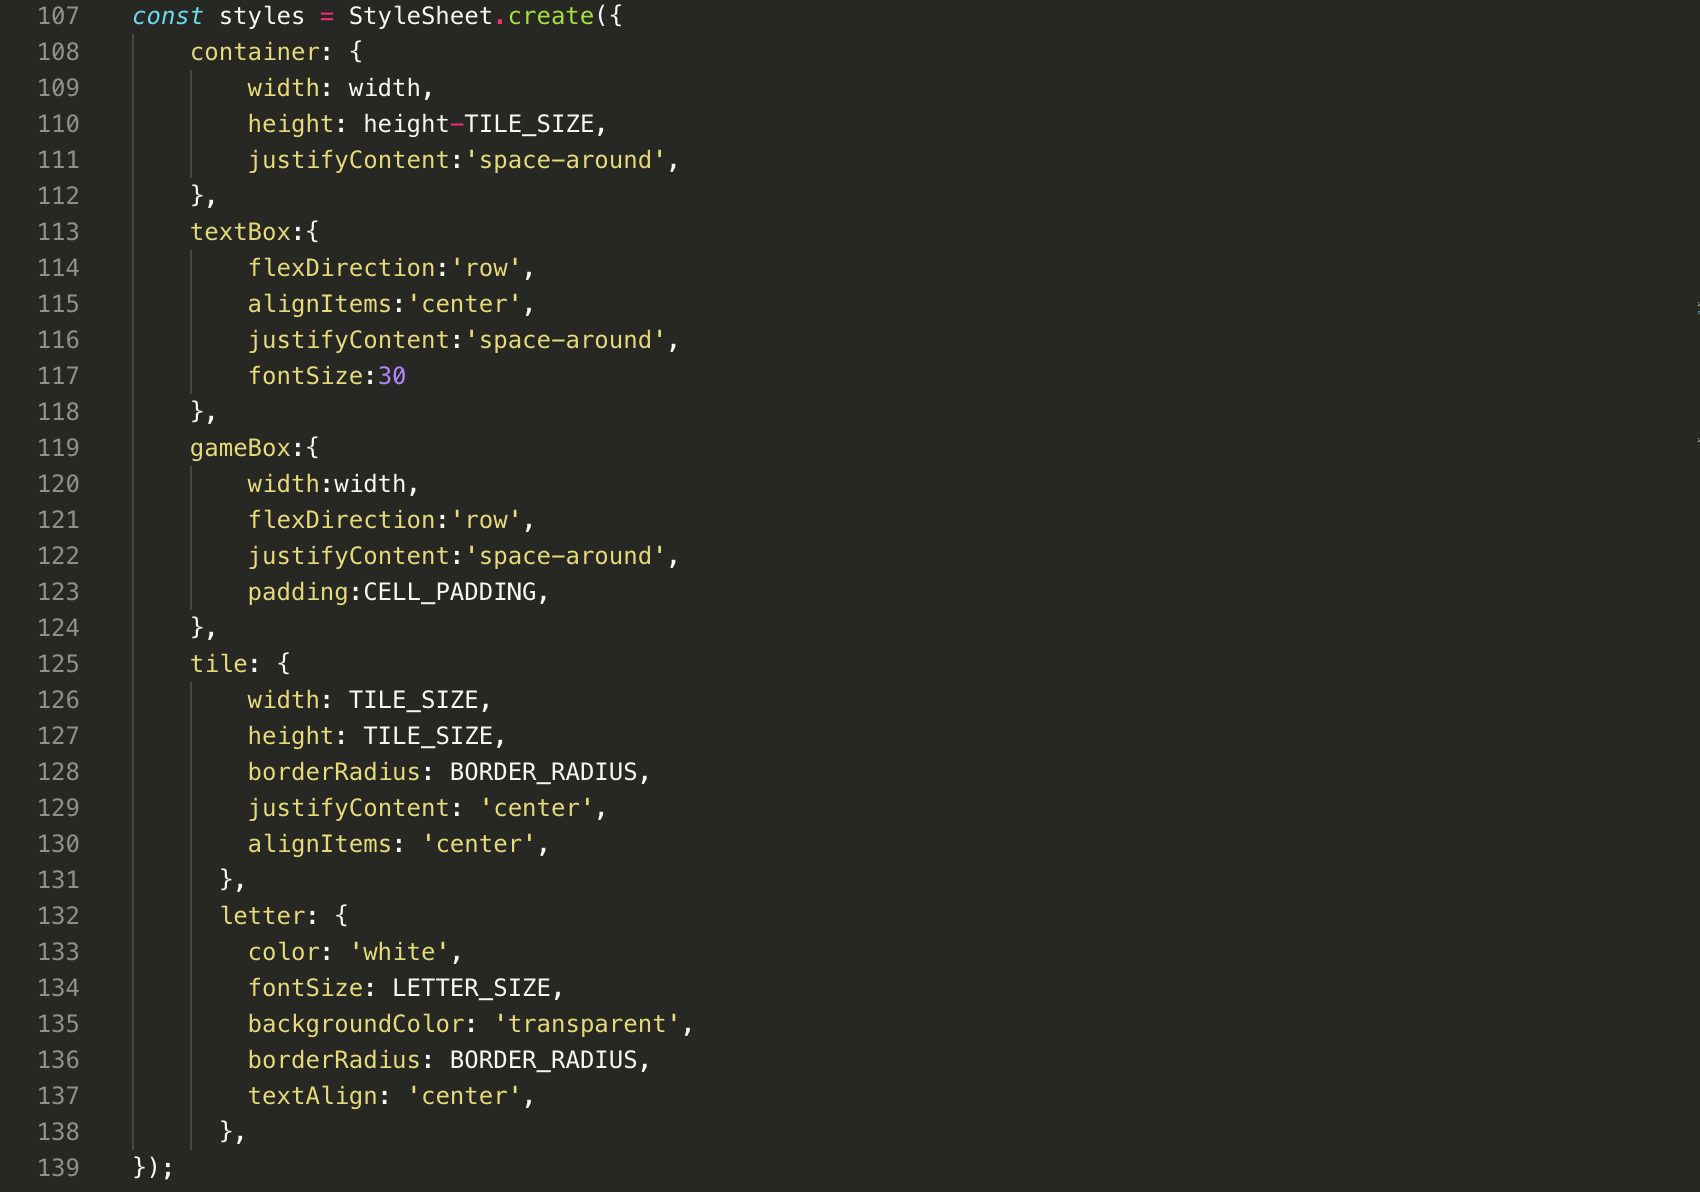 107 const styles = StyleSheet.create({
108 container: {
109 width: width,
110 height: height-TILE_SIZE,
111 justifyContent:'space-around',
112 },
113 textBox:{
114 flexDirection:'row',
115 alignItems:'center',
116 justifyContent:'space-around',
117 fontSize:30
118 },
119 gameBox:{
120 width:width,
121 flexDirection:'row',
122 justifyContent:'space-around',
123 padding:CELL_PADDING,
124 },
125 tile: {
126 width: TILE_SIZE,
127 height: TILE_SIZE,
128 borderRadius: BORDER_RADIUS,
129 justifyContent: 'center',
130 alignItems: 'center',
131 },
132 letter: {
133 color: 'white',
134 fontSize: LETTER_SIZE,
135 backgroundColor: 'transparent',
136 borderRadius: BORDER_RADIUS,
137 textAlign: 'center',
138 },
139 });